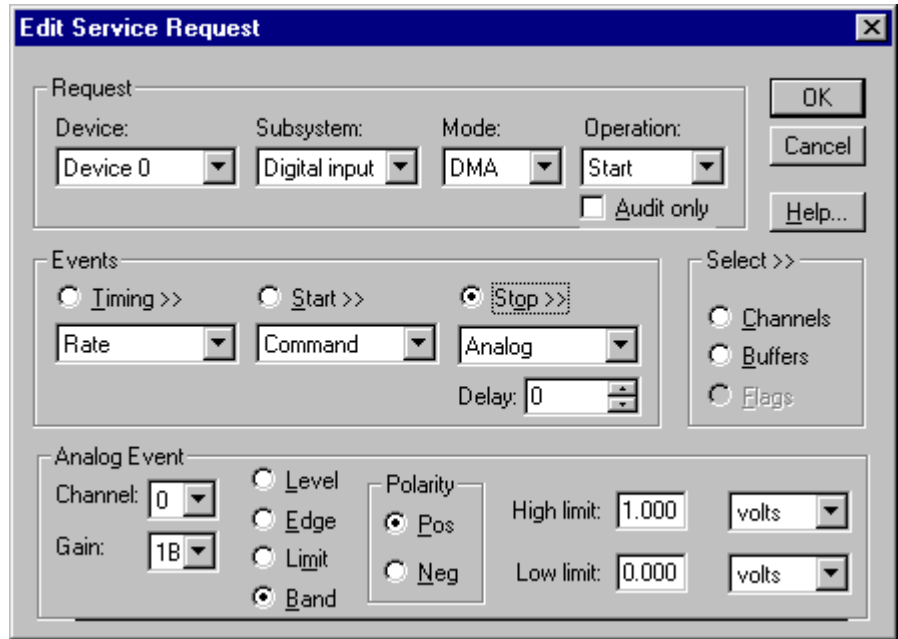 Edit Service Request
Request
Device: Subsystem: Mode: Operation:
Device 0 Digital input DMA Start
Audit only
OK
Cancel
Help...
Events
Timing >> Start >> Stop >>
Rate Command Analog
Delay: 0
Select >>
Channels
Buffers
Flags
Analog Event
Channel: 0
Gain: 1B
Level
Edge
Limit
Band
Polarity
Pos
Neg
High limit: 1.000 volts
Low limit: 0.000 volts